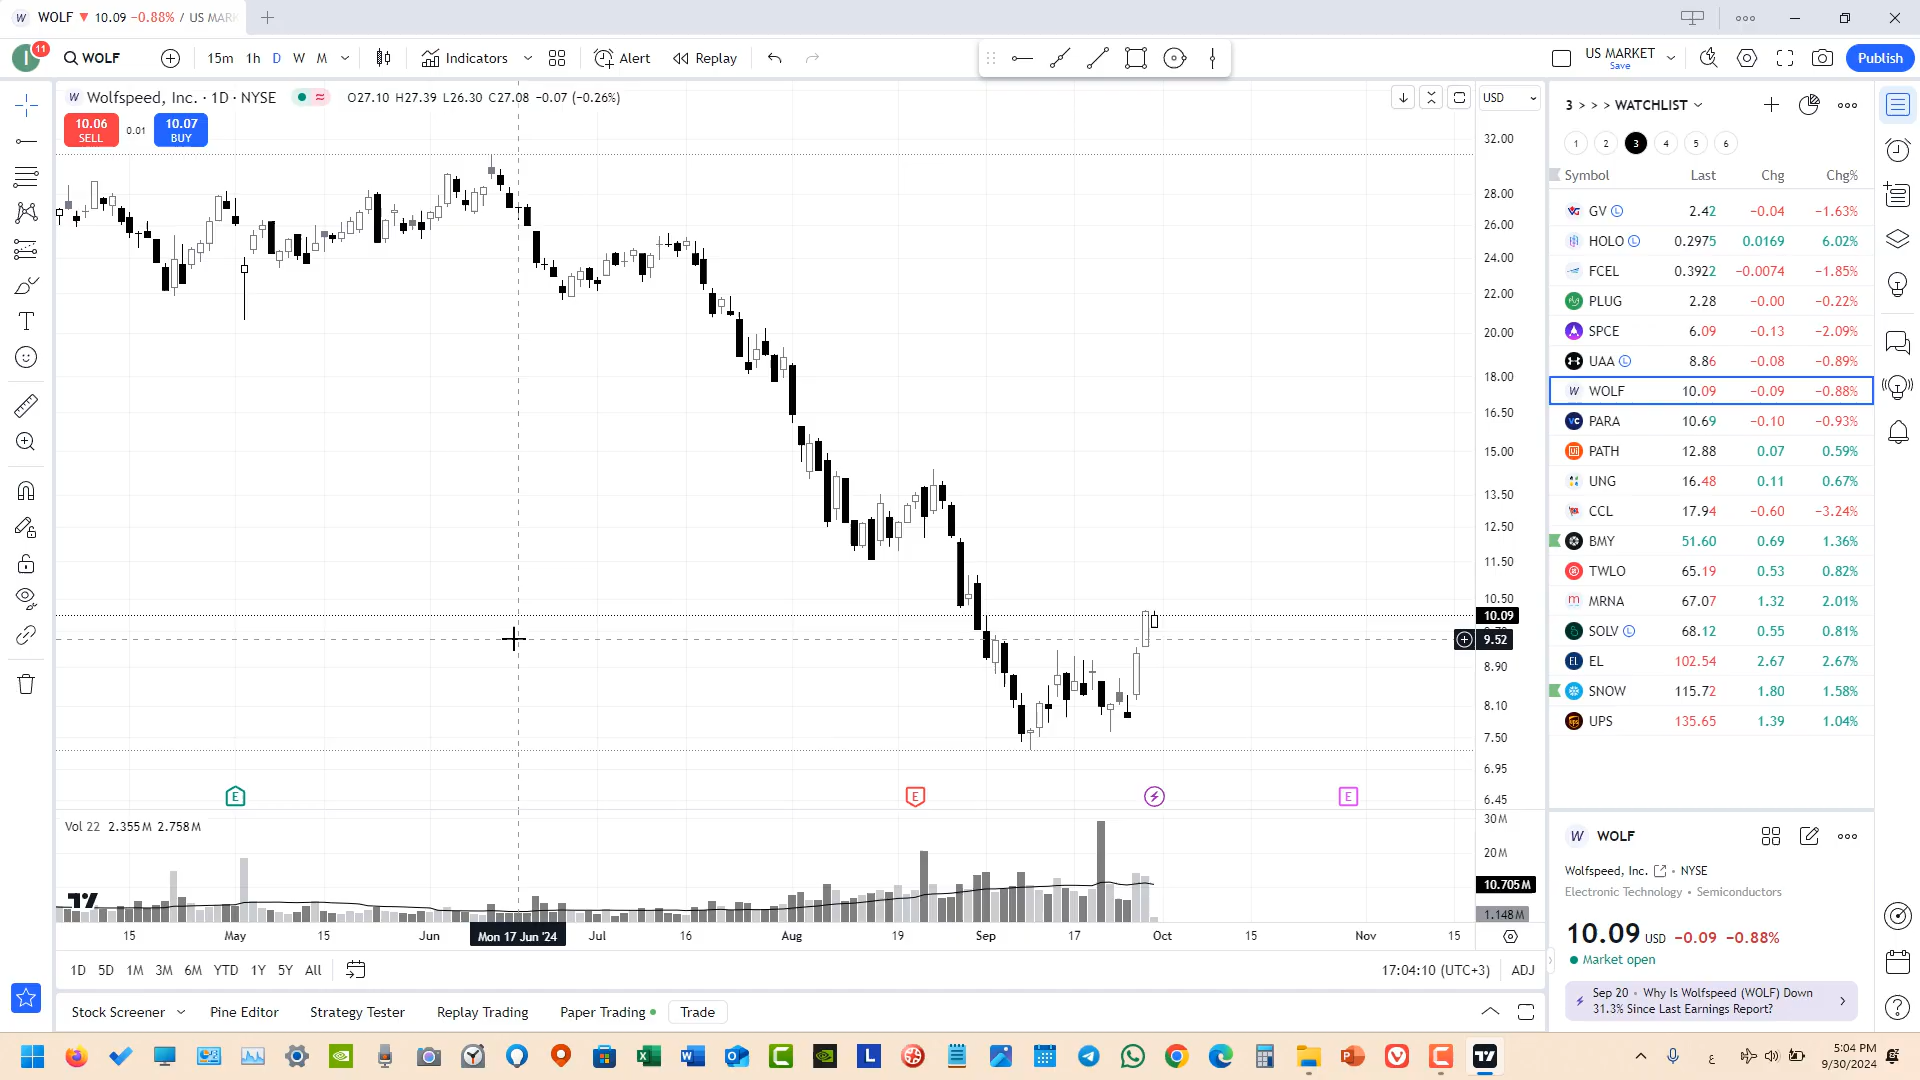 W WOLF ▼ 10.09 −0.88% / US MAR
I 11 WOLF 15m 1h D W M Indicators Alert Replay US MARKET Save Publish
W Wolfspeed, Inc. · 1D · NYSE O27.10 H27.39 L26.30 C27.08 −0.07 (−0.26%)
10.06 SELL 0.01 10.07 BUY
USD
32.00
28.00
26.00
24.00
22.00
20.00
18.00
16.50
15.00
13.50
12.50
11.50
10.50
10.09
9.52
8.90
8.10
7.50
6.95
6.45
E E E
Vol 22 2.355M 2.758M
30M
20M
10.705M
1.148M
15 May 15 Jun Mon 17 Jun '24 Jul 16 Aug 19 Sep 17 Oct 15 Nov 15
1D 5D 1M 3M 6M YTD 1Y 5Y All 17:04:10 (UTC+3) ADJ
Stock Screener Pine Editor Strategy Tester Replay Trading Paper Trading Trade
3 > > > WATCHLIST
1 2 3 4 5 6
Symbol Last Chg Chg%
GV L 2.42 −0.04 −1.63%
HOLO L 0.2975 0.0169 6.02%
FCEL 0.3922 −0.0074 −1.85%
PLUG 2.28 −0.00 −0.22%
SPCE 6.09 −0.13 −2.09%
UAA L 8.86 −0.08 −0.89%
W WOLF 10.09 −0.09 −0.88%
PARA 10.69 −0.10 −0.93%
PATH 12.88 0.07 0.59%
UNG 16.48 0.11 0.67%
CCL 17.94 −0.60 −3.24%
BMY 51.60 0.69 1.36%
TWLO 65.19 0.53 0.82%
m MRNA 67.07 1.32 2.01%
SOLV L 68.12 0.55 0.81%
EL EL 102.54 2.67 2.67%
SNOW 115.72 1.80 1.58%
ups UPS 135.65 1.39 1.04%
W WOLF
Wolfspeed, Inc. • NYSE
Electronic Technology • Semiconductors
10.09 USD −0.09 −0.88%
Market open
Sep 20 • Why Is Wolfspeed (WOLF) Down
31.3% Since Last Earnings Report?
ع 5:04 PM
9/30/2024